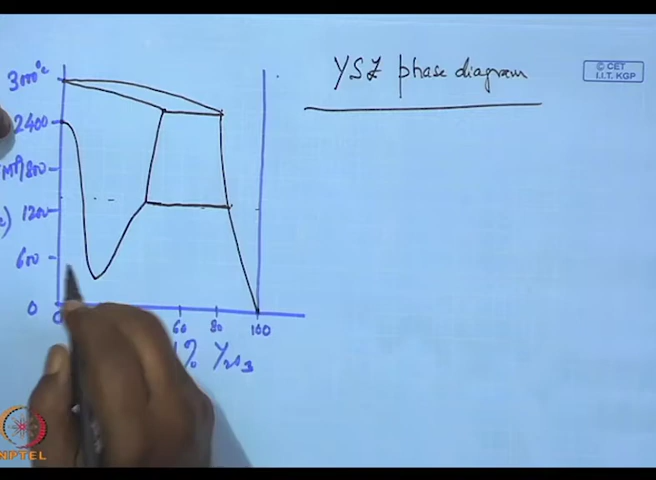 YSZ phase diagram
© CET
I.I.T. KGP
3000°c
2400
1800
1200
600
0
60 80 100
% Y2O3
NPTEL